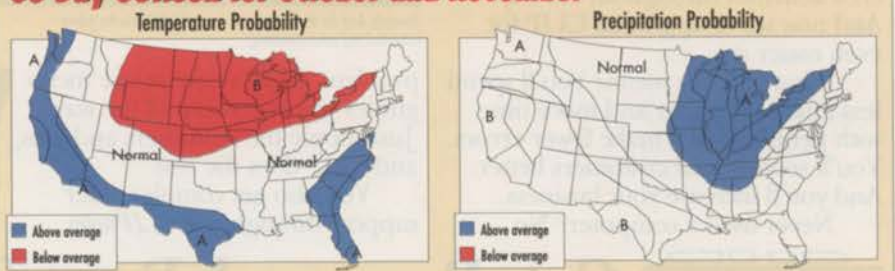 Temperature Probability
A
B
Normal
Normal
A
A
A
Above average
Below average
Precipitation Probability
A
Normal
A
B
B
Above average
Below average